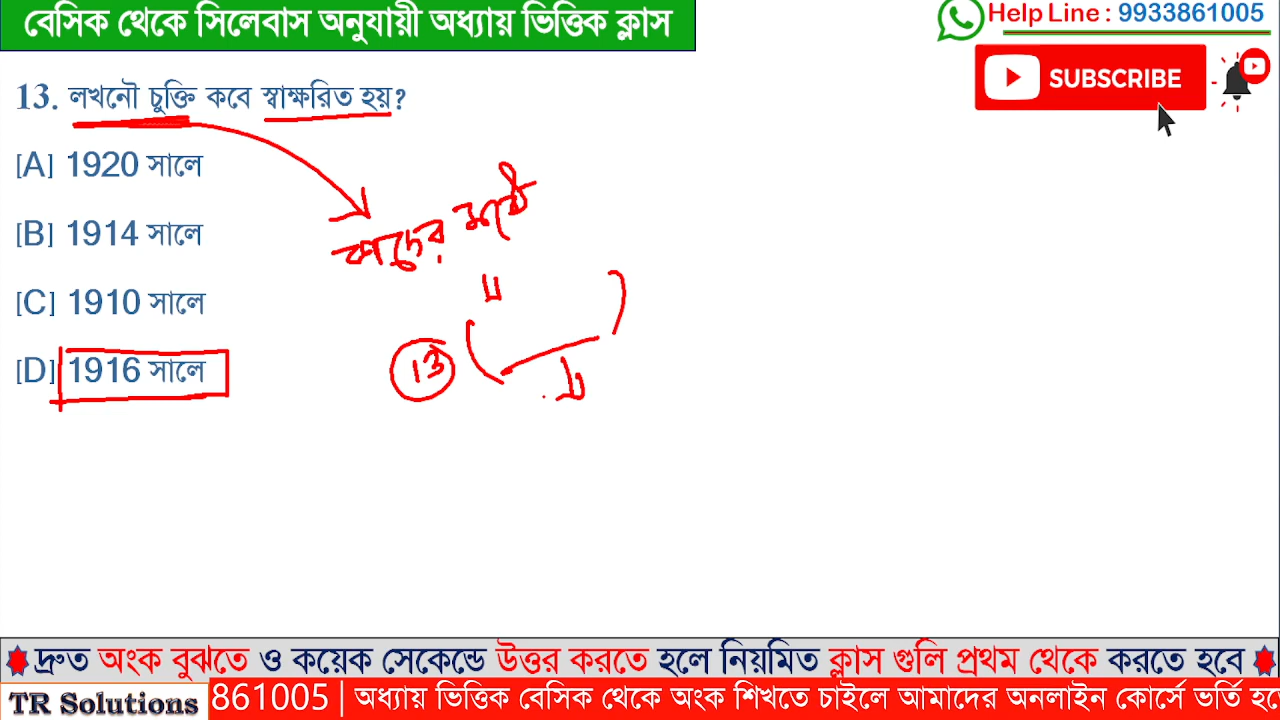 বেসিক থেকে সিলেবাস অনুযায়ী অধ্যায় ভিত্তিক ক্লাস
Help Line : 9933861005
SUBSCRIBE
13. লখনৌ চুক্তি কবে স্বাক্ষরিত হয়?
[A] 1920 সালে
[B] 1914 সালে
[C] 1910 সালে
[D] 1916 সালে
কাদের মধ্যে
দ্রুত অংক বুঝতে ও কয়েক সেকেন্ডে উত্তর করতে হলে নিয়মিত ক্লাস গুলি প্রথম থেকে করতে হবে
TR Solutions
861005 | অধ্যায় ভিত্তিক বেসিক থেকে অংক শিখতে চাইলে আমাদের অনলাইন কোর্সে ভর্তি